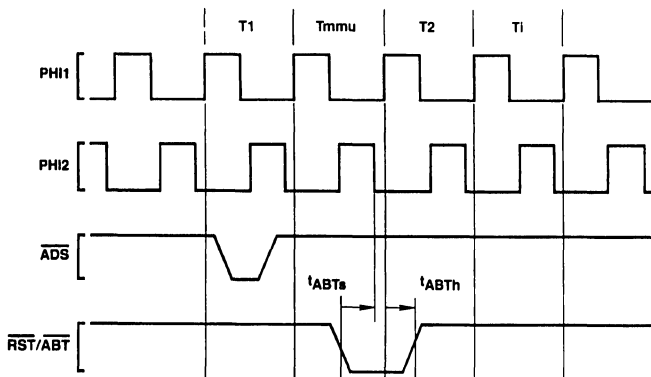 T1 Tmmu T2 Ti
PHI1
PHI2
ADS
tABTs tABTh
RST/ABT